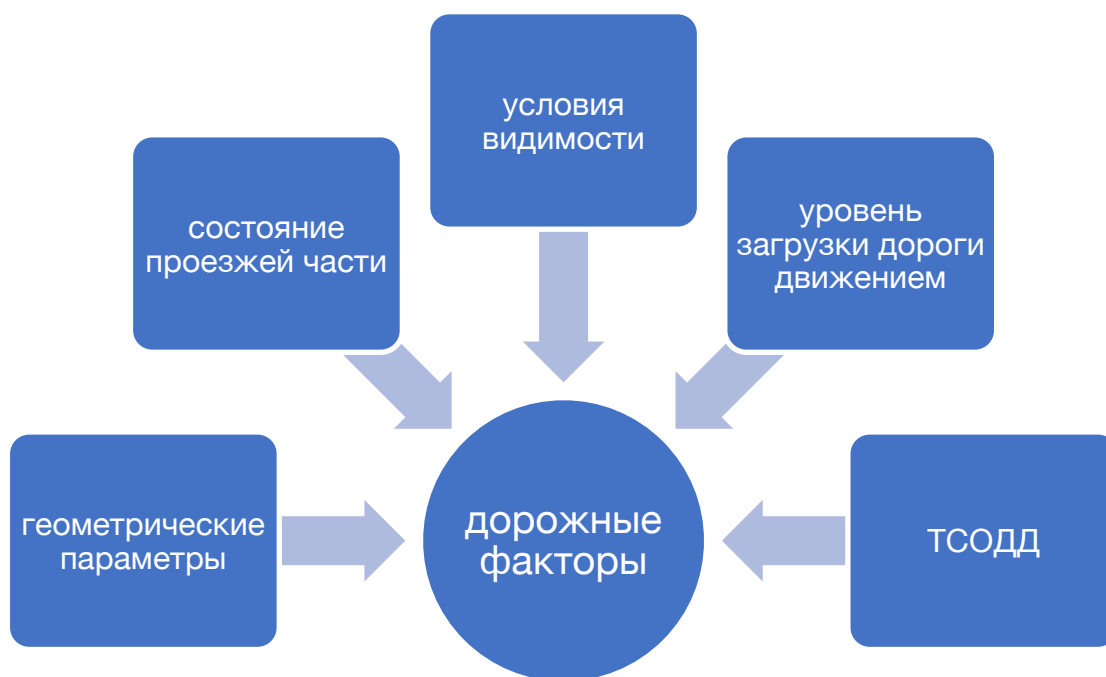 условия
видимости
состояние
проезжей части
уровень
загрузки дороги
движением
геометрические
параметры
дорожные
факторы
ТСОДД